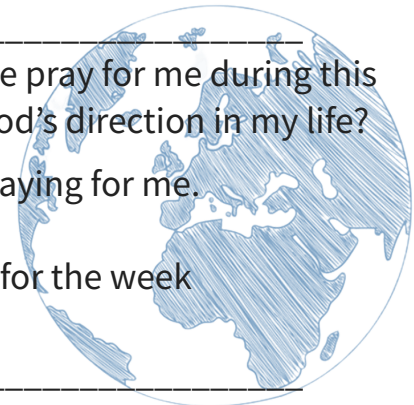 e pray for me during this
od’s direction in my life?
aying for me.
for the week